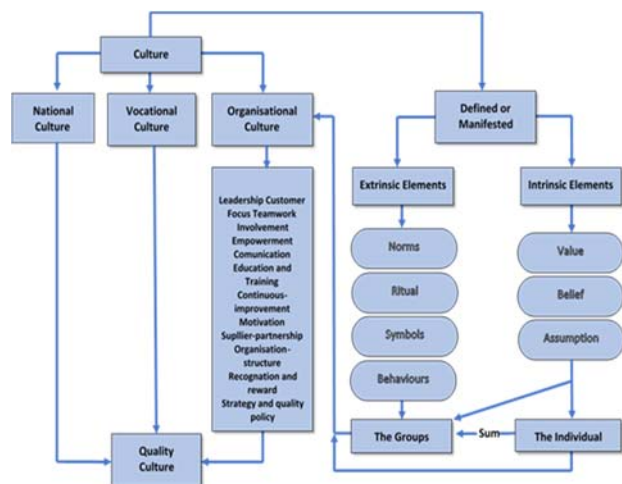 Culture
National
Culture
Vocational
Culture
Organisational
Culture
Defined or
Manifested
Leadership Customer
Focus Teamwork
Involvement
Empowerment
Comunication
Education and
Training
Continuous-
improvement
Motivation
Supllier-partnership
Organisation-
structure
Recognation and
reward
Strategy and quality
policy
Extrinsic Elements
Norms
Ritual
Symbols
Behaviours
The Groups
Intrinsic Elements
Value
Belief
Assumption
Sum
The Individual
Quality
Culture